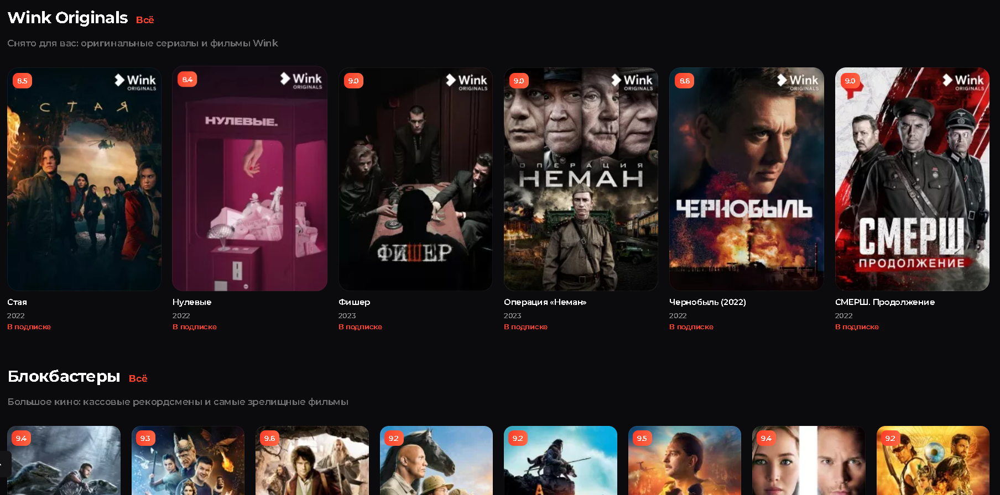 Wink Originals Всё
Снято для вас: оригинальные сериалы и фильмы Wink
8.5
Wink
ORIGINALS
СТАЯ
8.4
Wink
ORIGINALS
НУЛЕВЫЕ.
9.0
Wink
ORIGINALS
ФИШЕР
9.0
Wink
ORIGINALS
ОПЕРАЦИЯ
НЕМАН
8.6
Wink
ORIGINALS
ЧЕРНОБЫЛЬ
9.0
Wink
ORIGINALS
СМЕРШ
ПРОДОЛЖЕНИЕ
Стая
2022
В подписке
Нулевые
2022
В подписке
Фишер
2023
В подписке
Операция «Неман»
2023
В подписке
Чернобыль (2022)
2022
В подписке
СМЕРШ. Продолжение
2022
В подписке
Блокбастеры Всё
Большое кино: кассовые рекордсмены и самые зрелищные фильмы
9.4
9.3
9.6
9.2
9.2
9.5
9.4
9.2